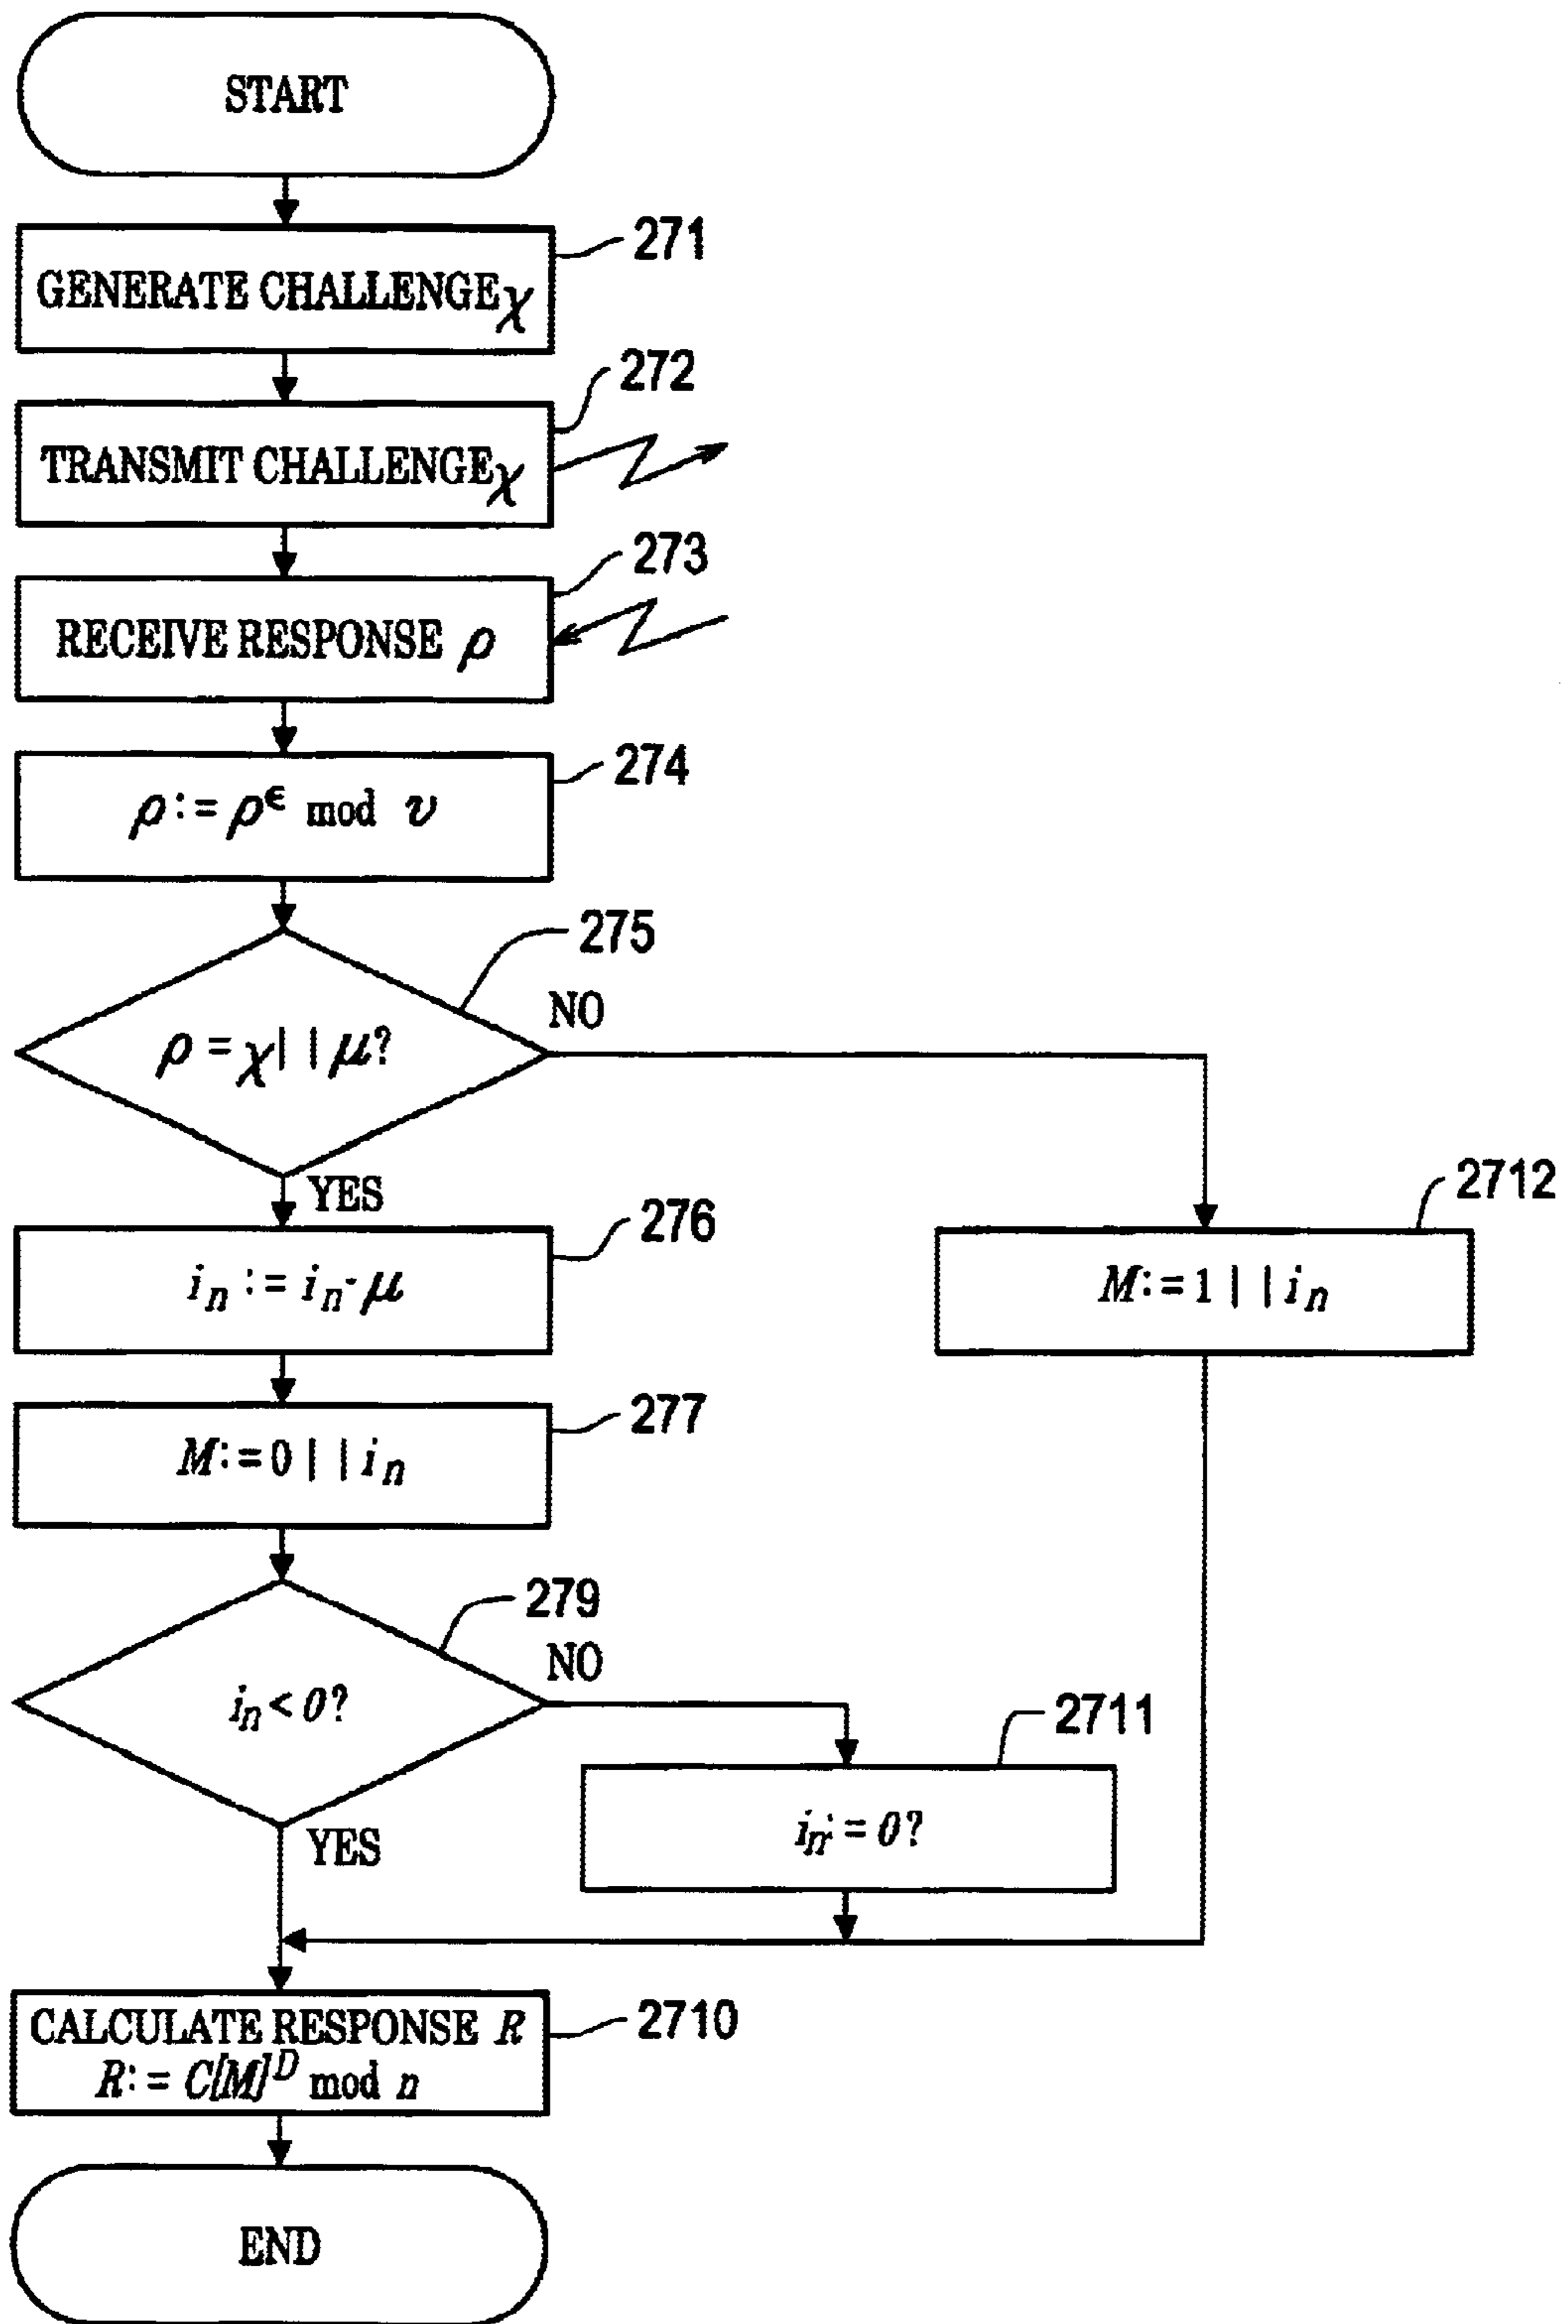 START
271
GENERATE CHALLENGE χ
272
TRANSMIT CHALLENGE χ
273
RECEIVE RESPONSE ρ
274
ρ := ρ^ϵ mod υ
275
NO
ρ = χ| | μ?
YES
276
i_n := i_n - μ
2712
M := 1 | | i_n
277
M := 0 | | i_n
279
NO
i_n < 0?
YES
2711
i_n := 0?
CALCULATE RESPONSE R
R := C[M]^D mod n
2710
END